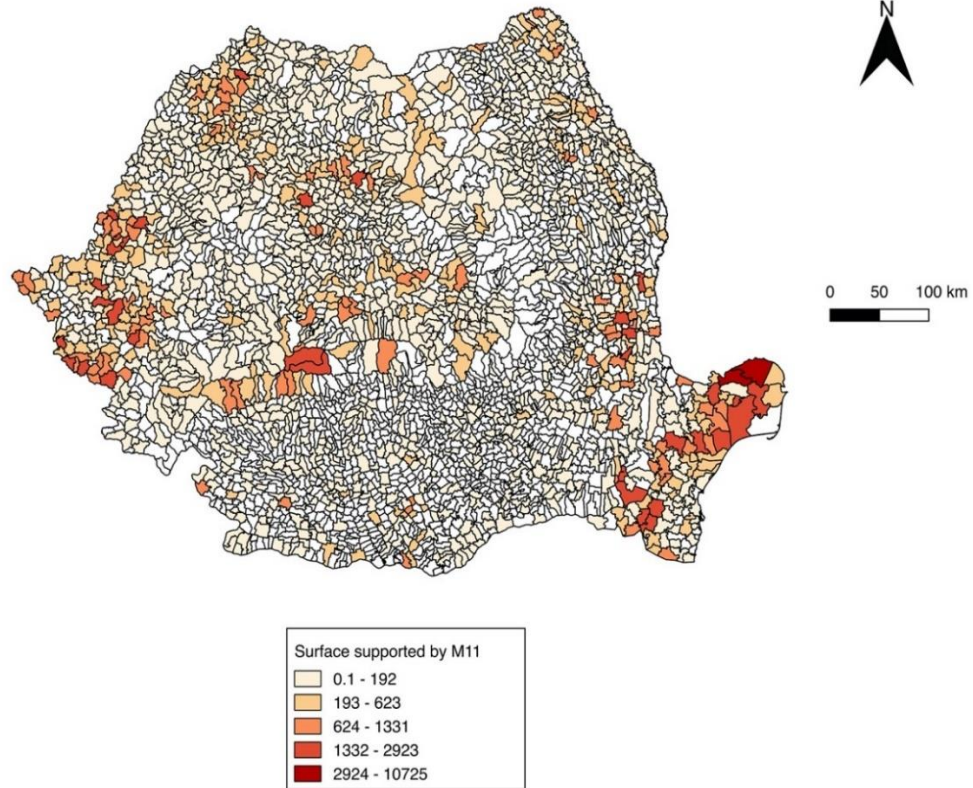 N
0 50 100 km
Surface supported by M11
0.1 - 192
193 - 623
624 - 1331
1332 - 2923
2924 - 10725